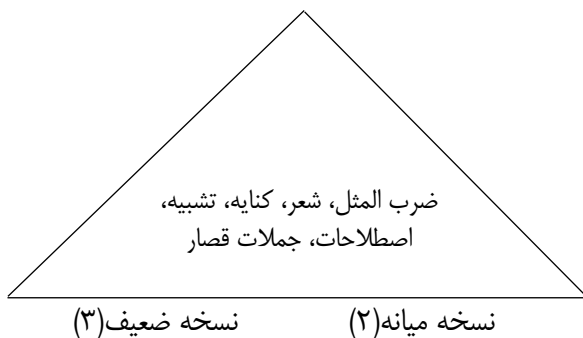 ضرب المثل، شعر، کنایه، تشبیه،
اصطلاحات، جملات قصار
نسخه میانه(۲) نسخه ضعیف(۳)